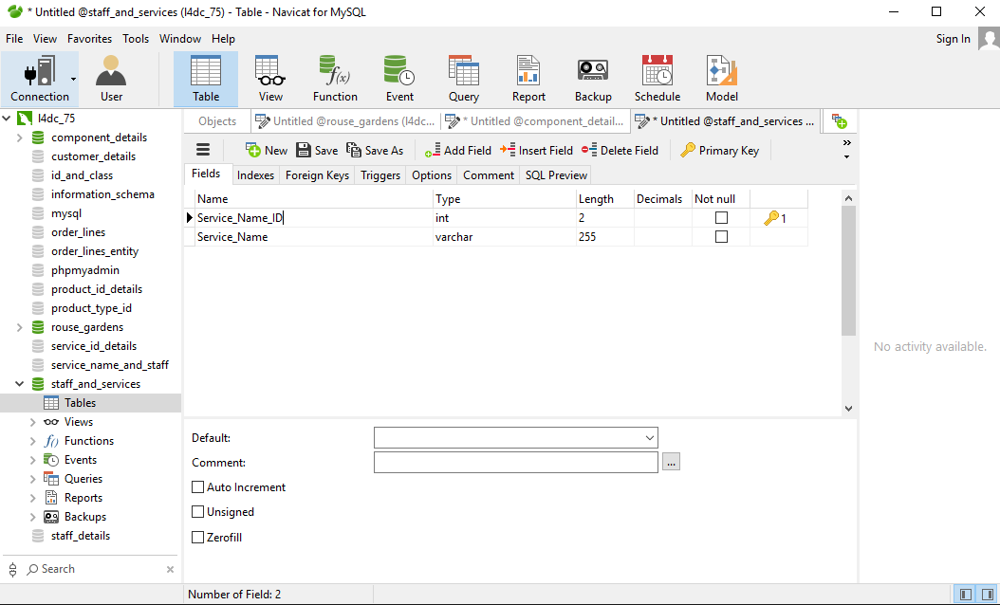 * Untitled @staff_and_services (l4dc_75) - Table - Navicat for MySQL
File View Favorites Tools Window Help Sign In
Connection User Table View Function Event Query Report Backup Schedule Model
l4dc_75
component_details
customer_details
id_and_class
information_schema
mysql
order_lines
order_lines_entity
phpmyadmin
product_id_details
product_type_id
rouse_gardens
service_id_details
service_name_and_staff
staff_and_services
Tables
Views
Functions
Events
Queries
Reports
Backups
staff_details
Search
Objects Untitled @rouse_gardens (l4dc... * Untitled @component_detail... * Untitled @staff_and_services ...
New Save Save As Add Field Insert Field Delete Field Primary Key
Fields Indexes Foreign Keys Triggers Options Comment SQL Preview
Name Type Length Decimals Not null
Service_Name_ID int 2 1
Service_Name varchar 255
Default:
Comment: ...
Auto Increment
Unsigned
Zerofill
No activity available.
Number of Field: 2